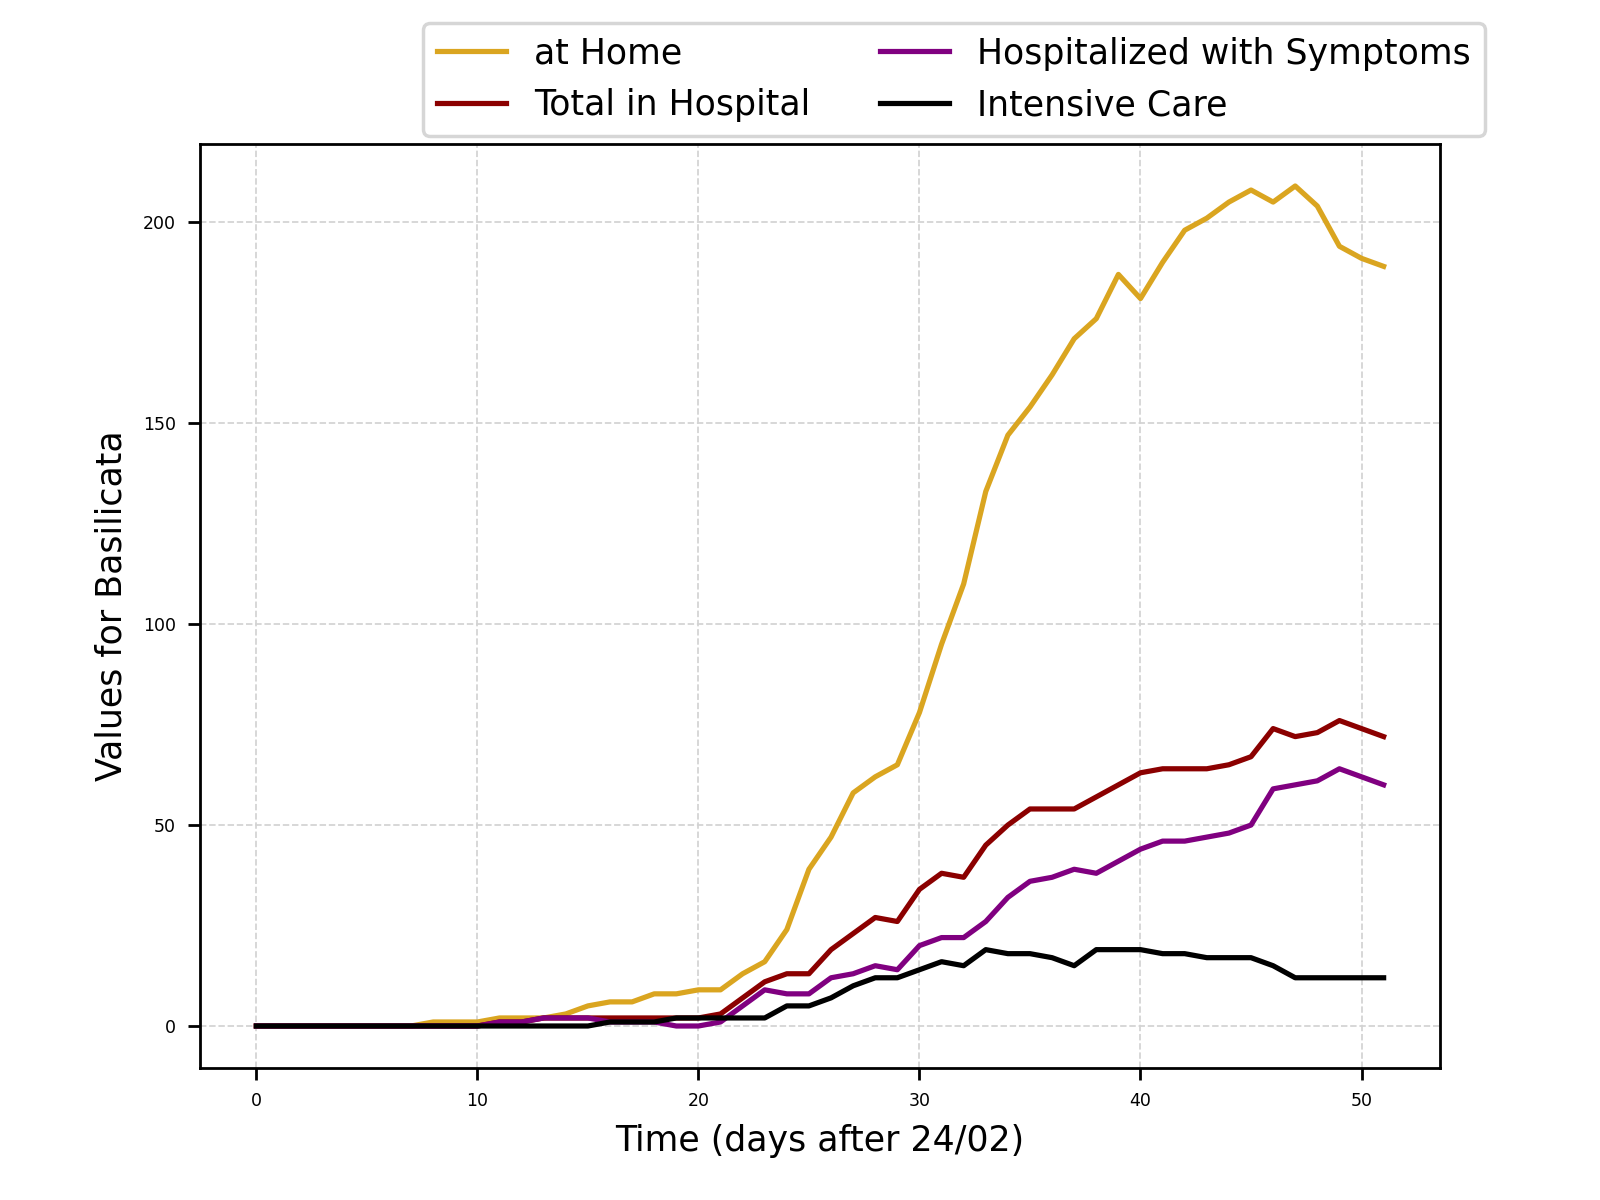 at Home
Total in Hospital
Hospitalized with Symptoms
Intensive Care
200
150
100
50
0
Values for Basilicata
0 10 20 30 40 50
Time (days after 24/02)